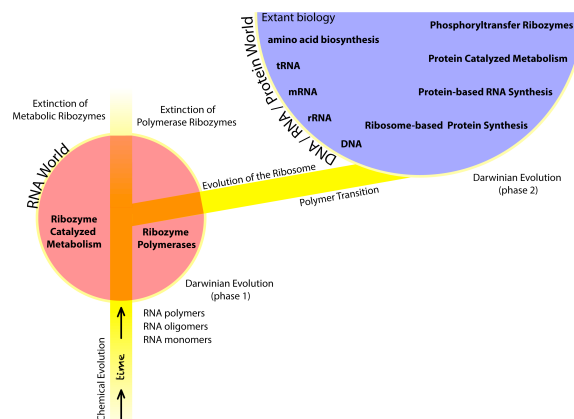 Extant biology
Phosphoryltransfer Ribozymes
amino acid biosynthesis
tRNA
Protein Catalyzed Metabolism
mRNA
Protein-based RNA Synthesis
rRNA
Ribosome-based Protein Synthesis
DNA
DNA / RNA / Protein World
Extinction of
Metabolic Ribozymes
Extinction of
Polymerase Ribozymes
RNA World
Evolution of the Ribosome
Polymer Transition
Darwinian Evolution
(phase 2)
Ribozyme
Catalyzed
Metabolism
Ribozyme
Polymerases
Darwinian Evolution
(phase 1)
RNA polymers
RNA oligomers
RNA monomers
time
Chemical Evolution